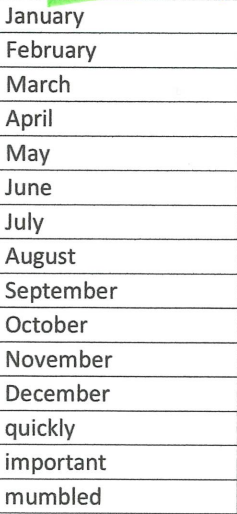 January
February
March
April
May
June
July
August
September
October
November
December
quickly
important
mumbled